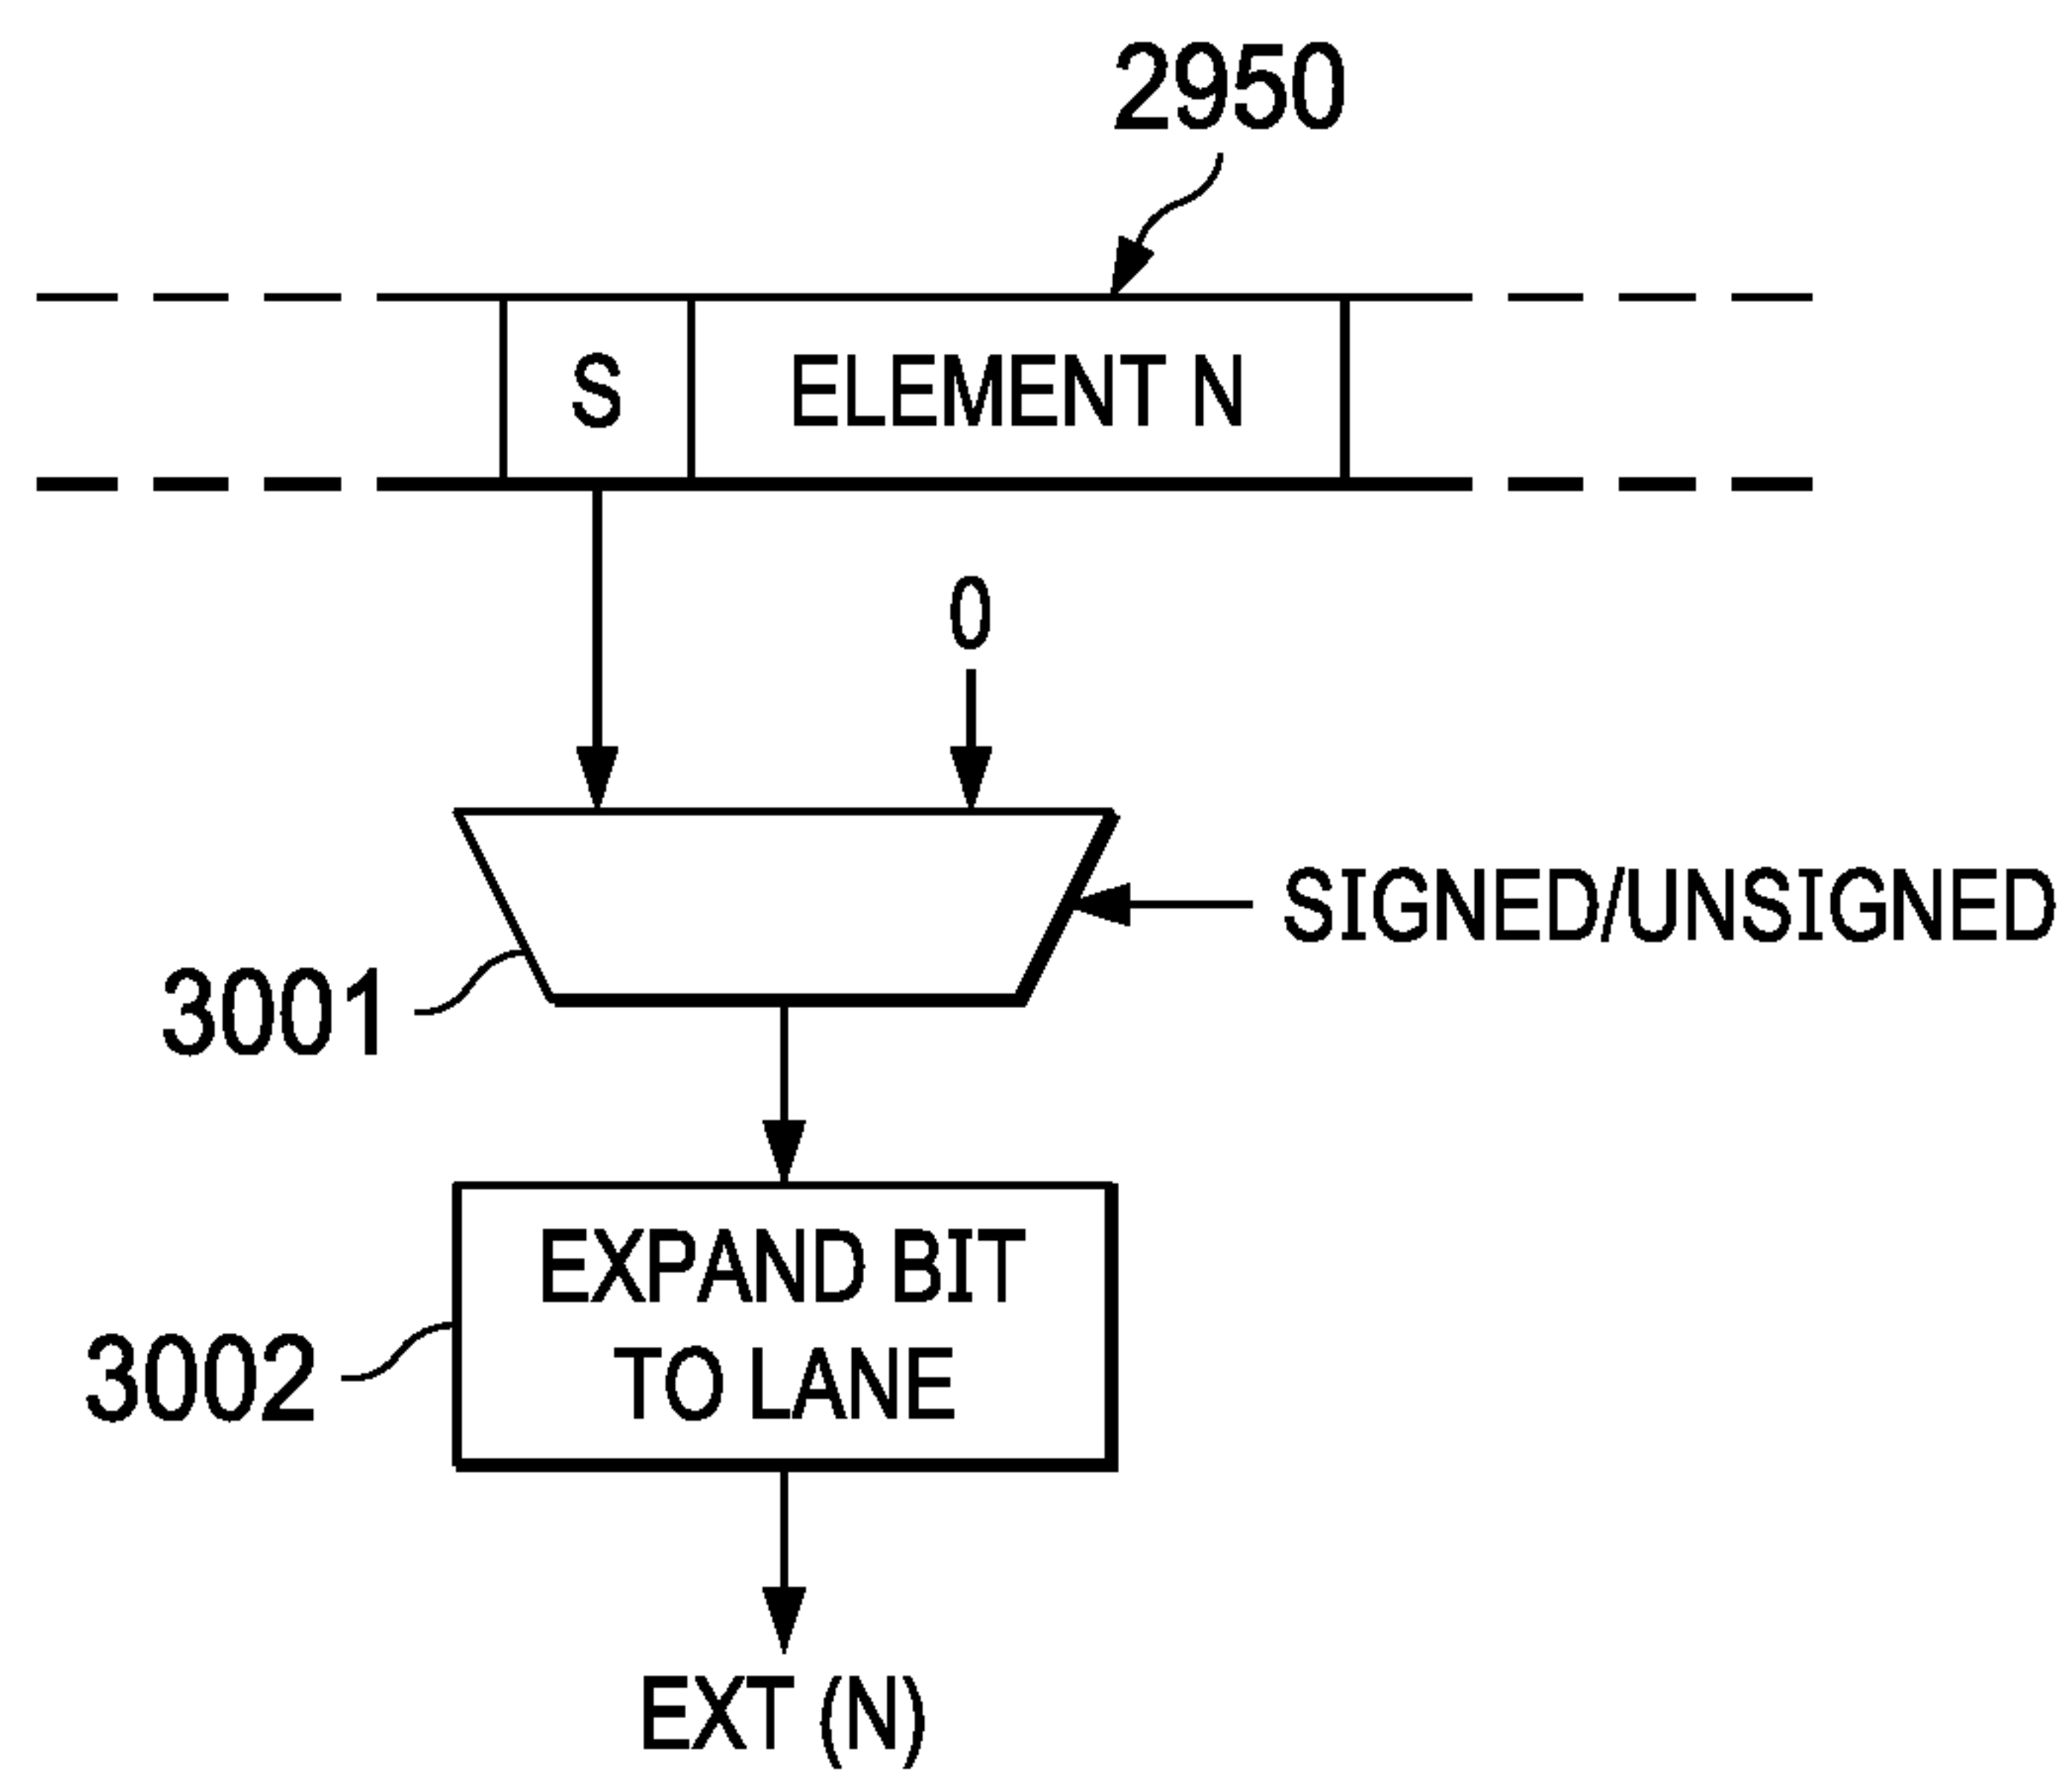 2950
S ELEMENT N
0
SIGNED/UNSIGNED
3001
EXPAND BIT
TO LANE
3002
EXT (N)